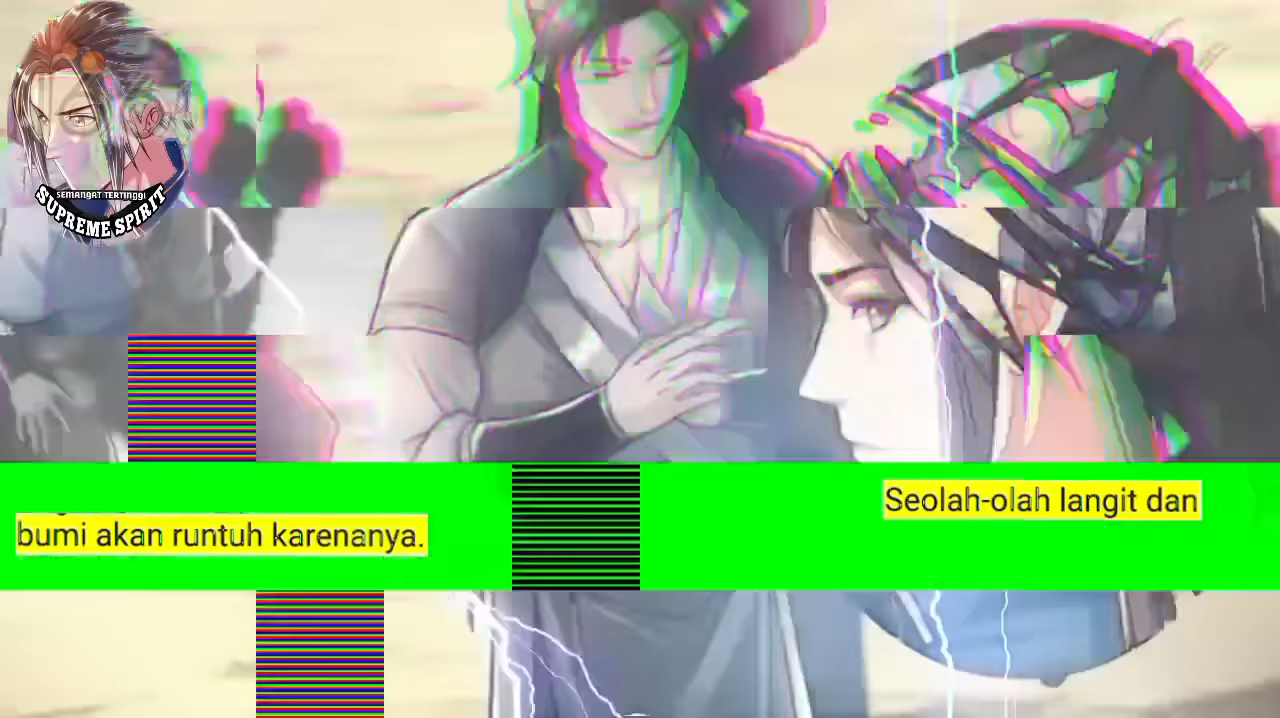 SEMANGAT TERTINGGI
SUPREME SPIRIT
Seolah-olah langit dan
bumi akan runtuh karenanya.